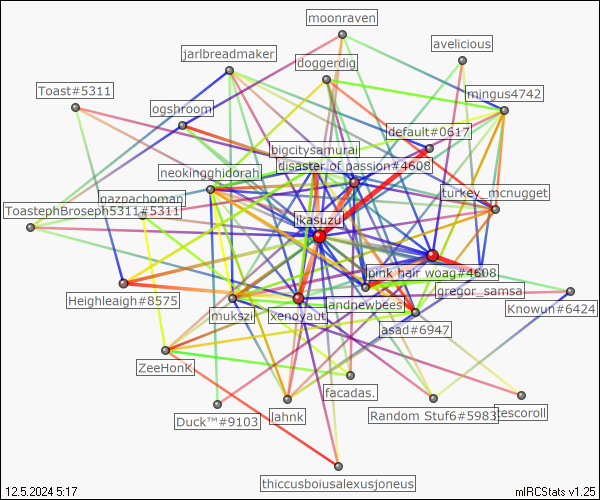 moonraven
avelicious
jarlbreadmaker
doggerdig
Toast#5311
mingus4742
ogshroom
default#0617
bigcitysamurai
disaster of passion#4608
neokingghidorah
turkey_mcnugget
gazpachoman
ToastephBroseph5311#5311
ikasuzu
pink hair woag#4608
gregor_samsa
Heighleaigh#8575
andnewbees
Knowun#6424
mukszi
xenoyaut
asad#6947
ZeeHonK
facadas.
Duck™#9103
lahnk
Random Stuf6#5983
tescoroll
thiccusboiusalexusjoneus
12.5.2024 5:17
mIRCStats v1.25